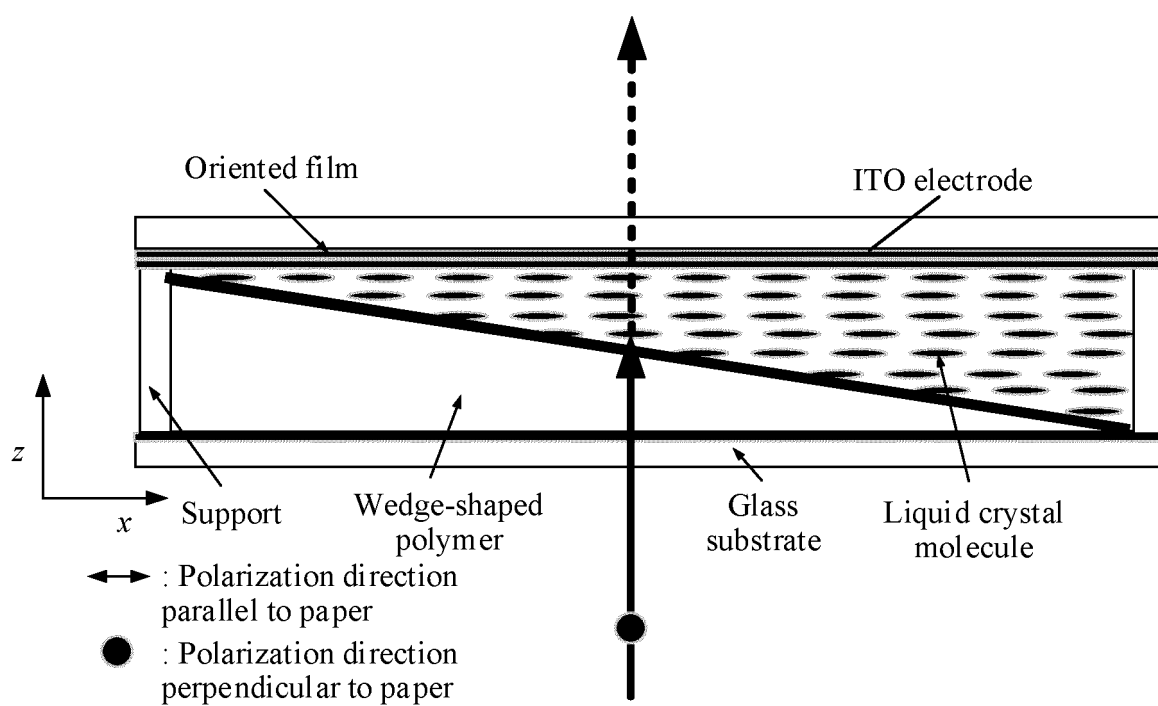 Oriented film
ITO electrode
z
x
Support
Wedge-shaped
polymer
Glass
substrate
Liquid crystal
molecule
: Polarization direction
parallel to paper
: Polarization direction
perpendicular to paper